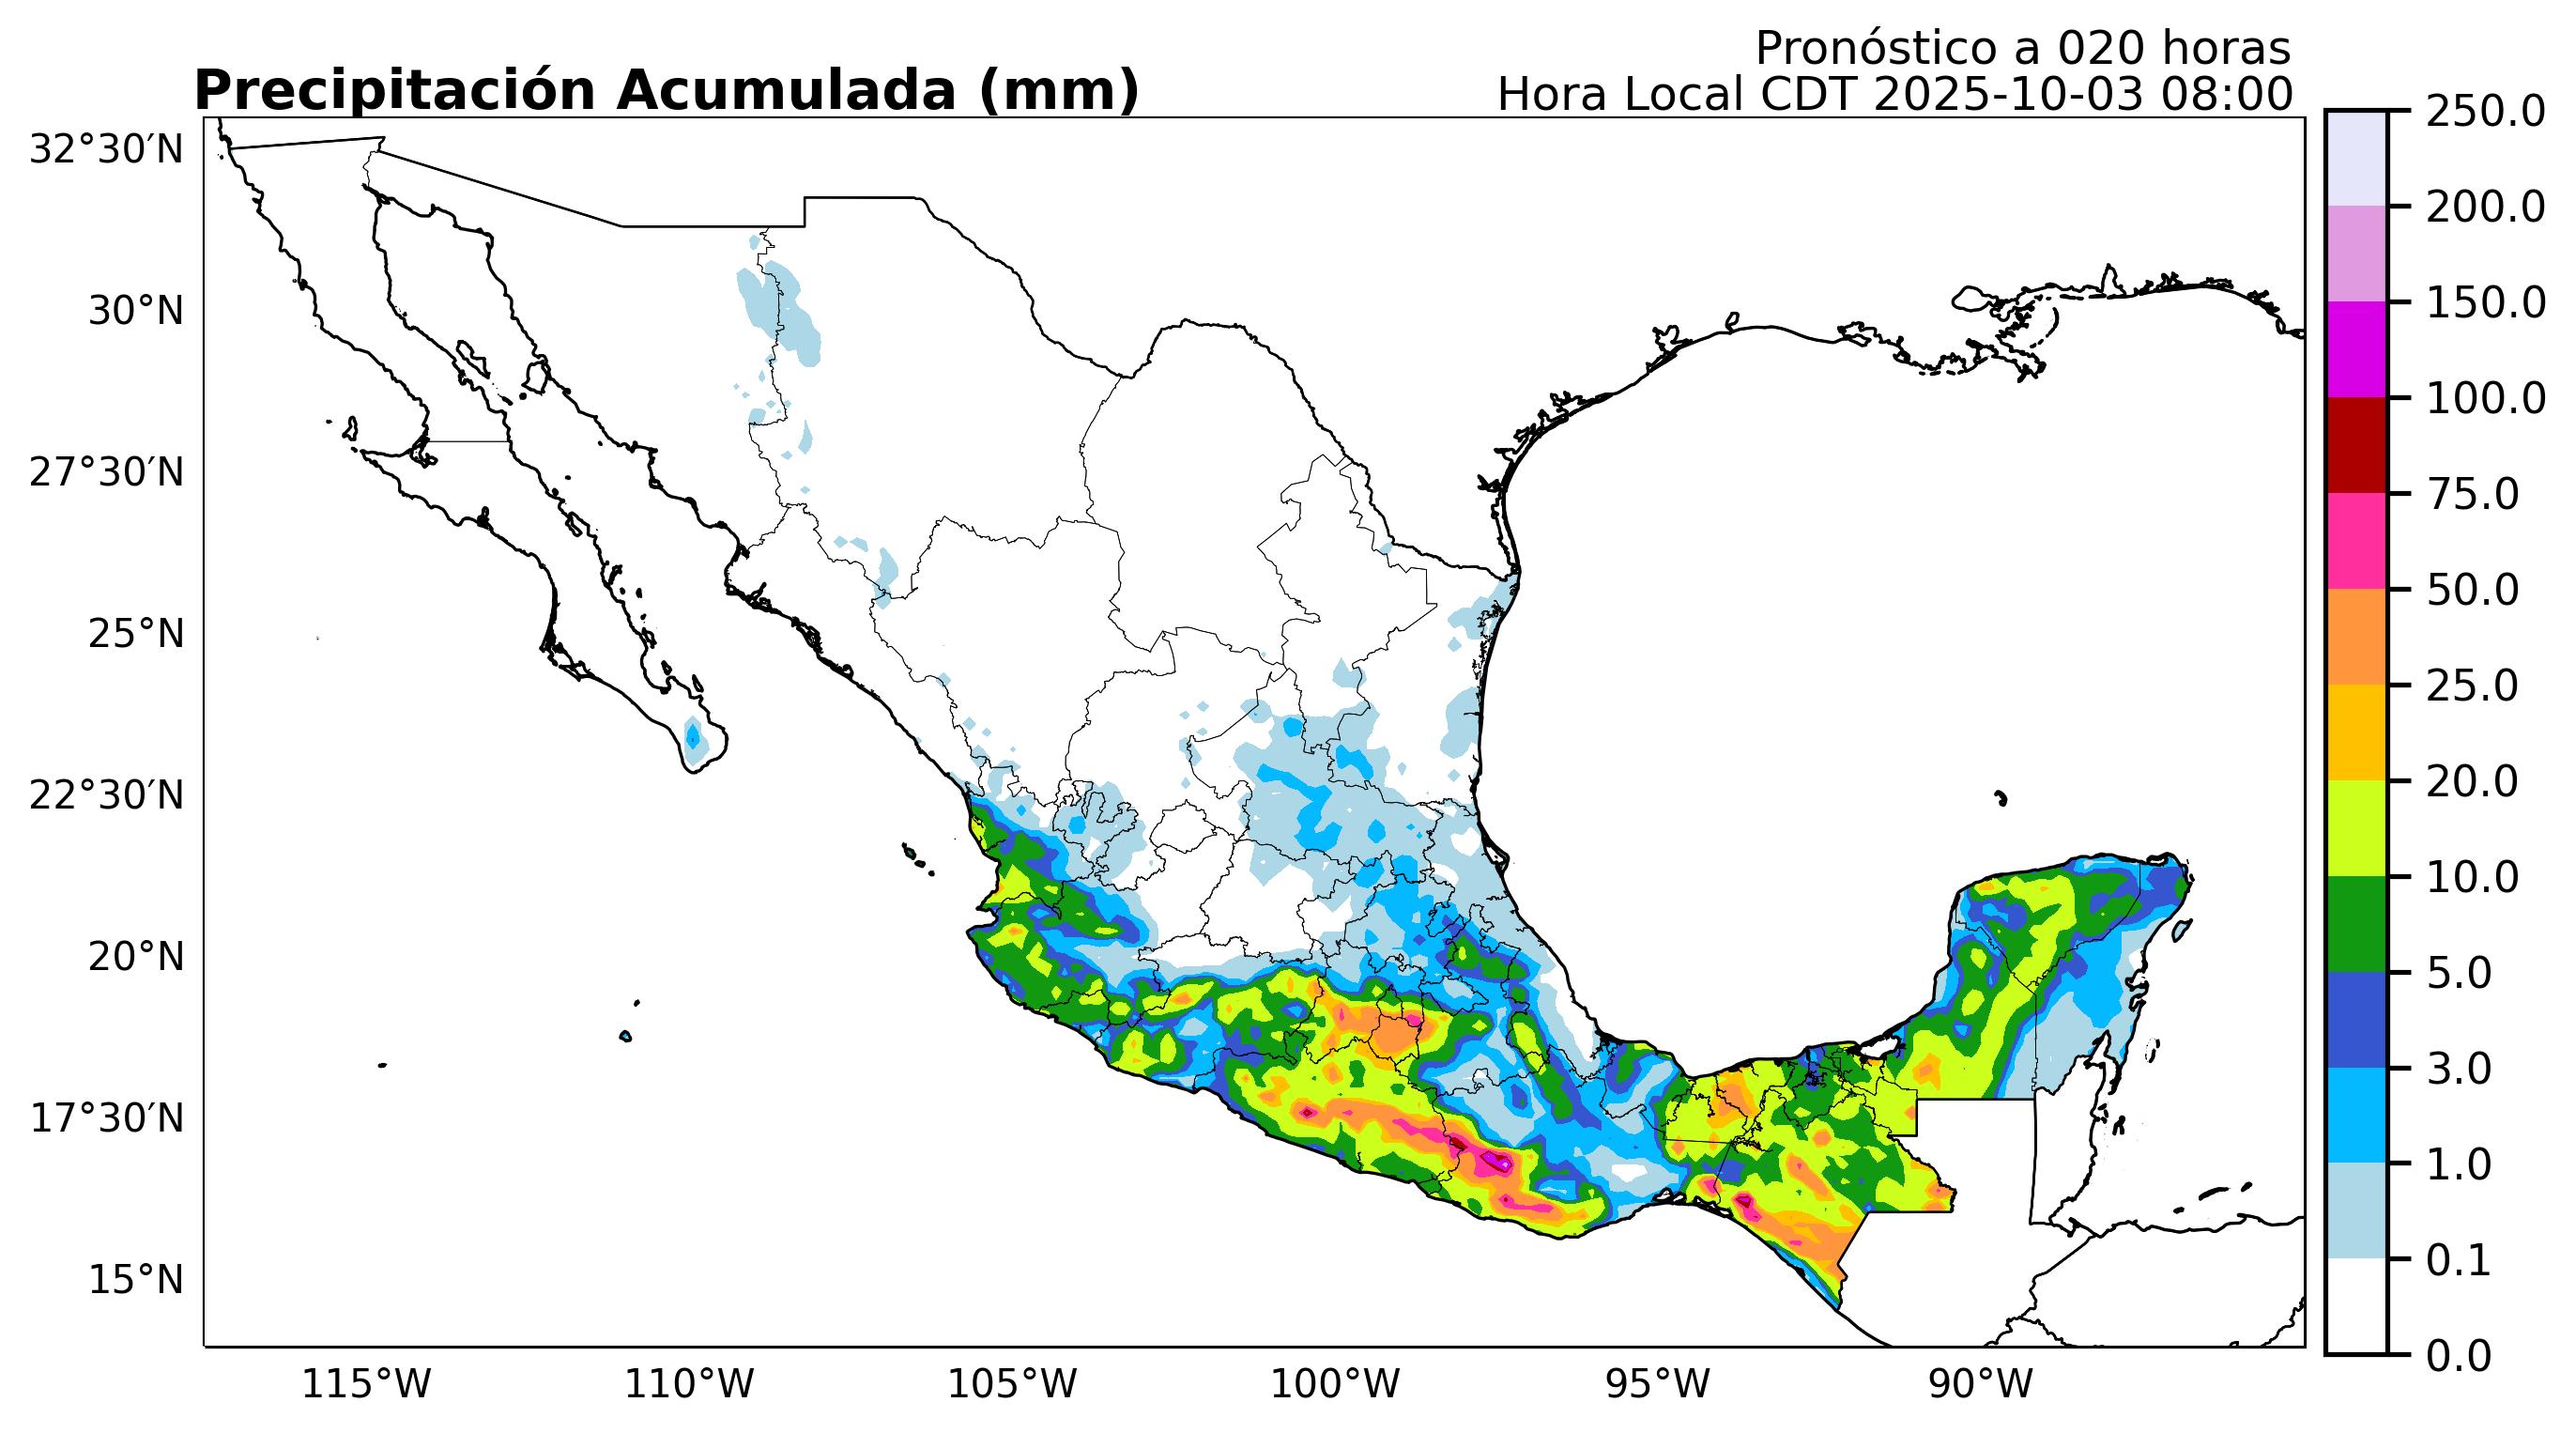 Pronóstico a 020 horas
Precipitación Acumulada (mm)
Hora Local CDT 2025-10-03 08:00
32°30′N
30°N
27°30′N
25°N
22°30′N
20°N
17°30′N
15°N
115°W
110°W
105°W
100°W
95°W
90°W
250.0
200.0
150.0
100.0
75.0
50.0
25.0
20.0
10.0
5.0
3.0
1.0
0.1
0.0